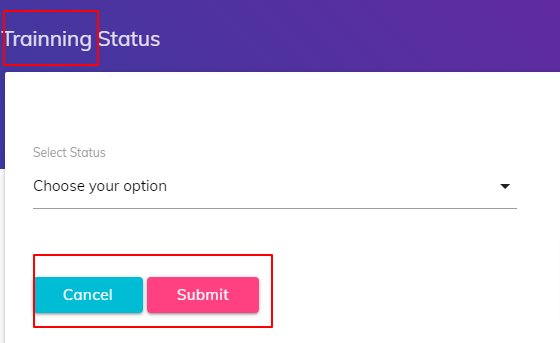 Trainning Status
Select Status
Choose your option
Cancel Submit